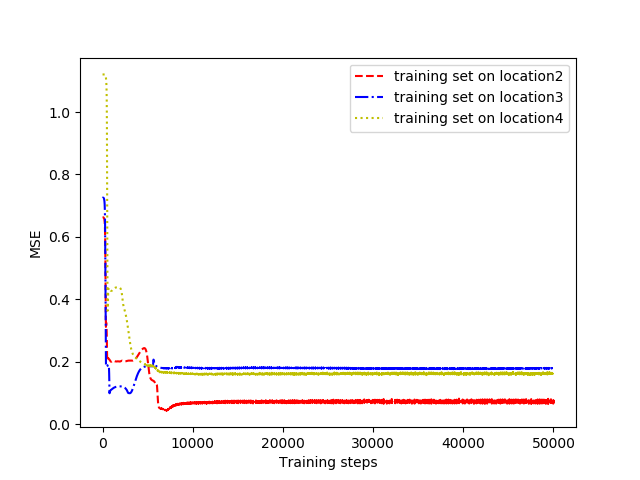 training set on location2
training set on location3
training set on location4
MSE
1.0
0.8
0.6
0.4
0.2
0.0
0
10000
20000
30000
40000
50000
Training steps